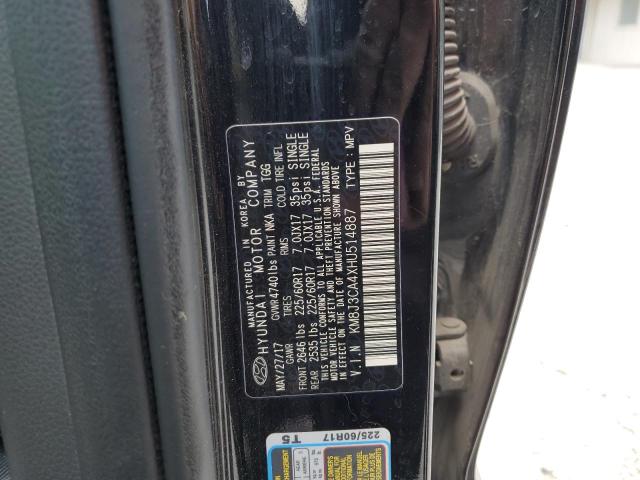 MANUFACTURED IN KOREA BY
HYUNDAI MOTOR COMPANY
MAY/27/17 GVWR 4740lbs PAINT NKA TRIM TGG
GAWR TIRES RMS COLD TIRE INFL
FRONT 2646 lbs 225/60R17 7.0JX17 35psi SINGLE
REAR 2535 lbs 225/60R17 7.0JX17 35psi SINGLE
THIS VEHICLE CONFORMS TO ALL APPLICABLE U.S.A. FEDERAL
MOTOR VEHICLE SAFETY AND THEFT PREVENTION STANDARDS
IN EFFECT ON THE DATE OF MANUFACTURE SHOWN ABOVE.
V.I.N KM8J3CA4XHU514887 TYPE: MPV
225/60R17
T5